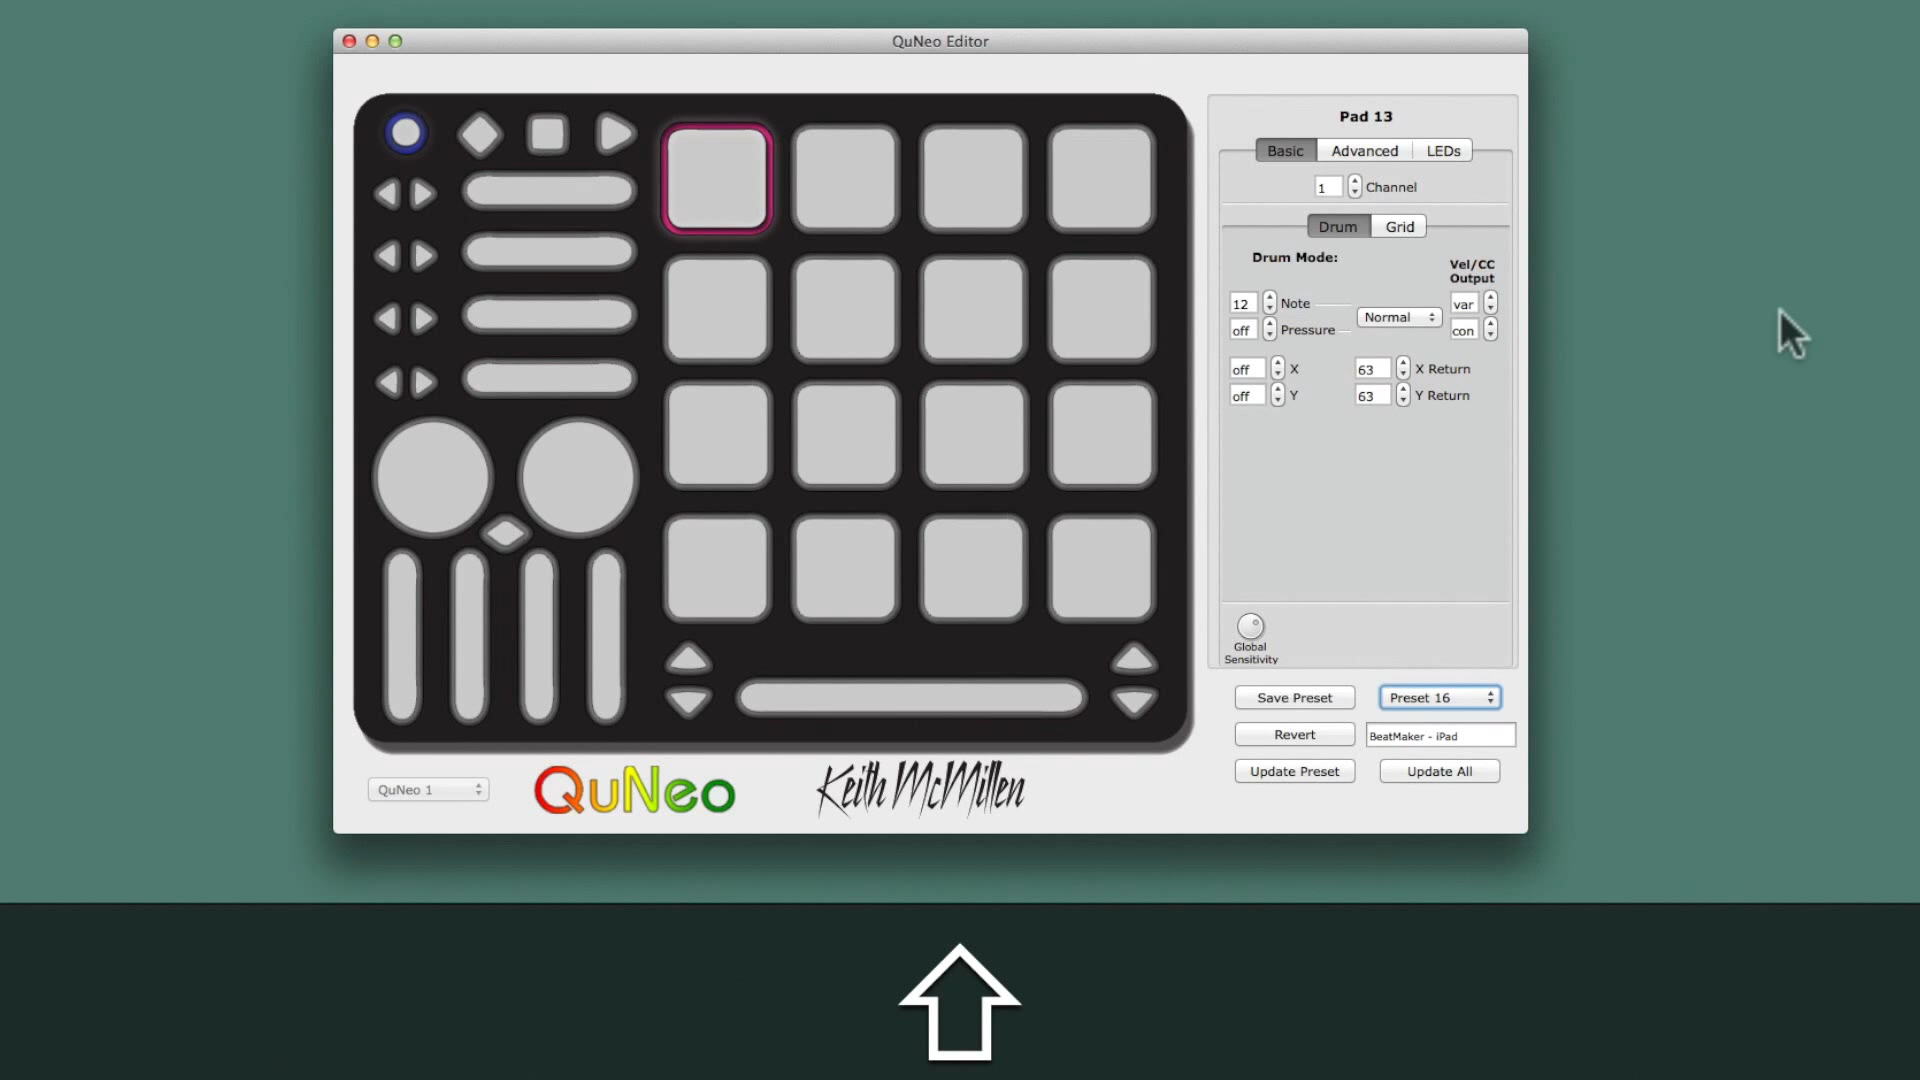 QuNeo Editor
Pad 13
Basic Advanced LEDs
1 Channel
Drum Grid
Drum Mode:
Vel/CC
Output
12 Note
Normal
var
off Pressure
con
off X 63 X Return
off Y 63 Y Return
Global
Sensitivity
Save Preset Preset 16
Revert BeatMaker - iPad
Update Preset Update All
QuNeo 1
QuNeo
Keith McMillen